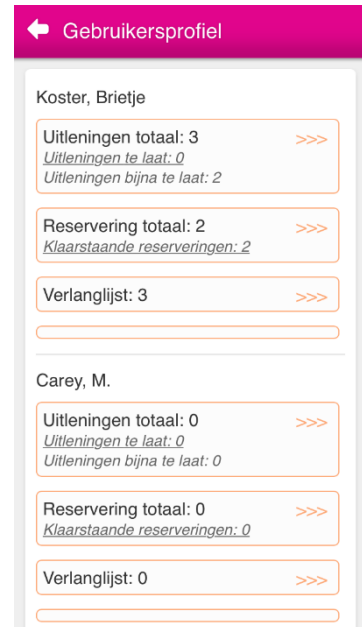 Gebruikersprofiel
Koster, Brietje
Uitleningen totaal: 3 >>>
Uitleningen te laat: 0
Uitleningen bijna te laat: 2
Reservering totaal: 2 >>>
Klaarstaande reserveringen: 2
Verlanglijst: 3 >>>
Carey, M.
Uitleningen totaal: 0 >>>
Uitleningen te laat: 0
Uitleningen bijna te laat: 0
Reservering totaal: 0 >>>
Klaarstaande reserveringen: 0
Verlanglijst: 0 >>>